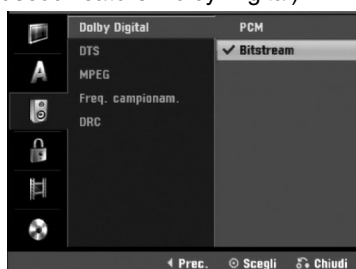 Dolby Digital
PCM
DTS
✔ Bitstream
MPEG
Freq. campionam.
DRC
Prec.
Scegli
Chiudi